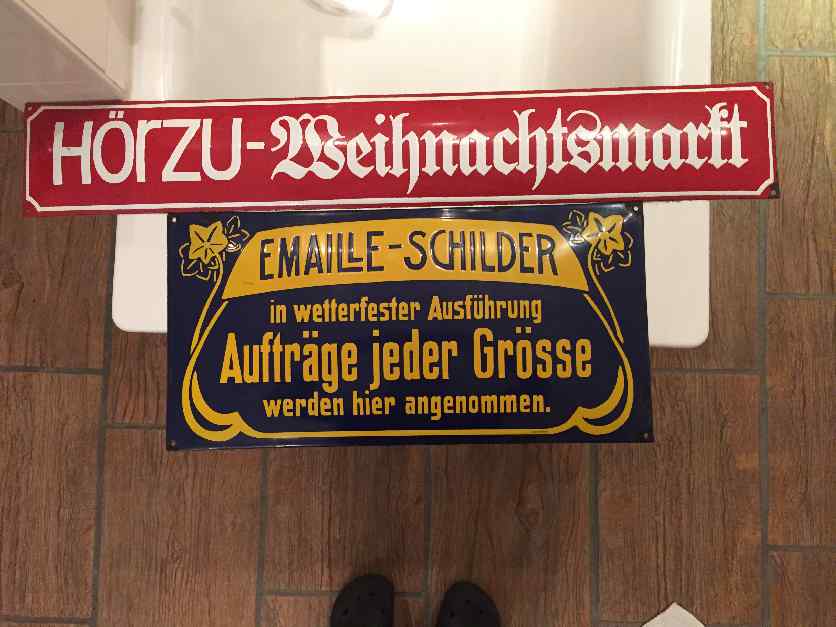 HÖrZU-Weihnachtsmarkt
EMAILLE-SCHILDER
in wetterfester Ausführung
Aufträge jeder Grösse
werden hier angenommen.